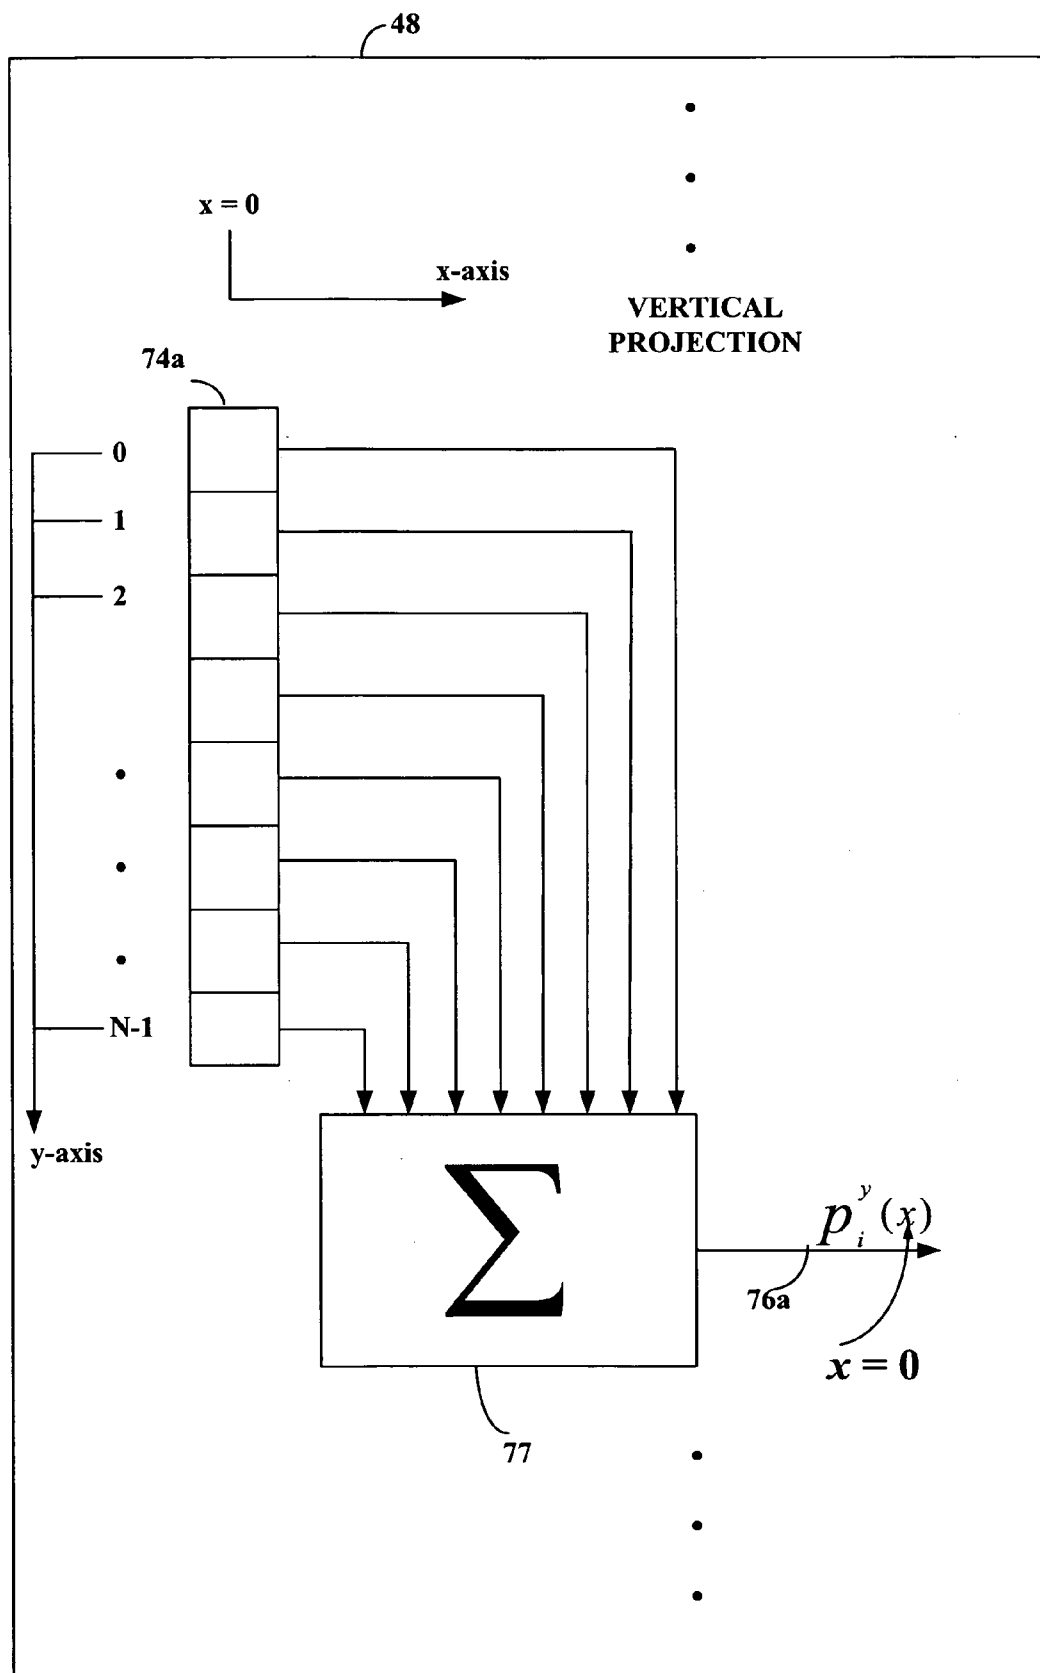 48
x = 0
x-axis
VERTICAL
PROJECTION
74a
0
1
2
N-1
y-axis
Σ
p_i^y(x)
76a
x = 0
77